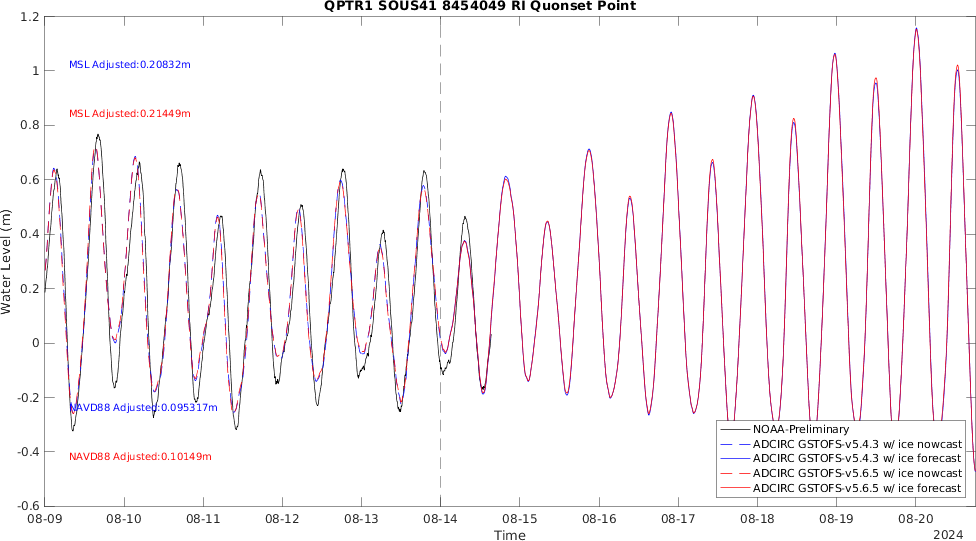 QPTR1 SOUS41 8454049 RI Quonset Point
1.2
1
0.8
0.6
0.4
0.2
0
-0.2
-0.4
-0.6
Water Level (m)
MSL Adjusted:0.20832m
MSL Adjusted:0.21449m
NAVD88 Adjusted:0.095317m
NAVD88 Adjusted:0.10149m
NOAA-Preliminary
ADCIRC GSTOFS-v5.4.3 w/ ice nowcast
ADCIRC GSTOFS-v5.4.3 w/ ice forecast
ADCIRC GSTOFS-v5.6.5 w/ ice nowcast
ADCIRC GSTOFS-v5.6.5 w/ ice forecast
08-09 08-10 08-11 08-12 08-13 08-14 08-15 08-16 08-17 08-18 08-19 08-20
Time
2024